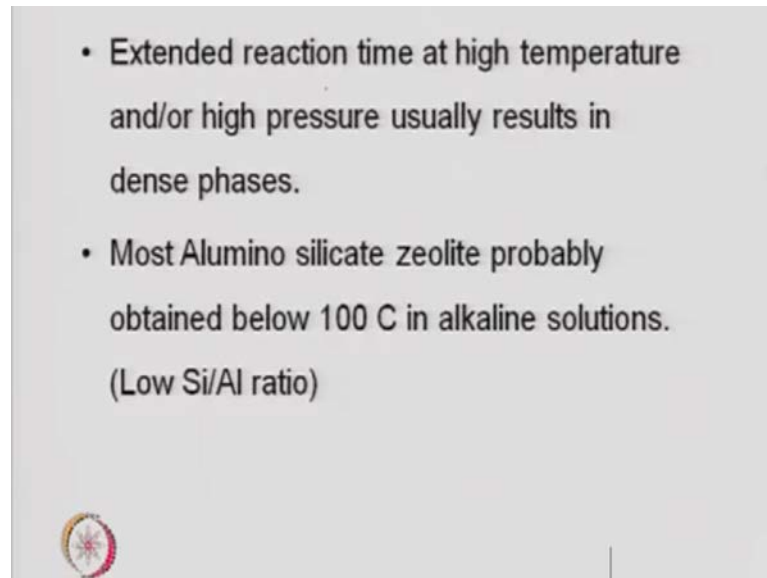 • Extended reaction time at high temperature
and/or high pressure usually results in
dense phases.
• Most Alumino silicate zeolite probably
obtained below 100 C in alkaline solutions.
(Low Si/Al ratio)